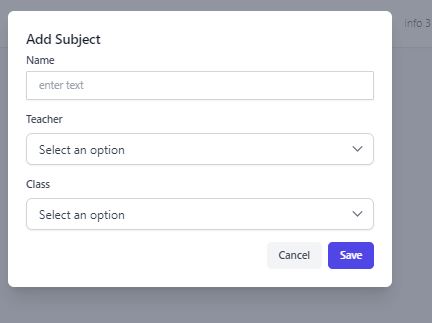 info 3
Add Subject
Name
enter text
Teacher
Select an option
Class
Select an option
Cancel
Save